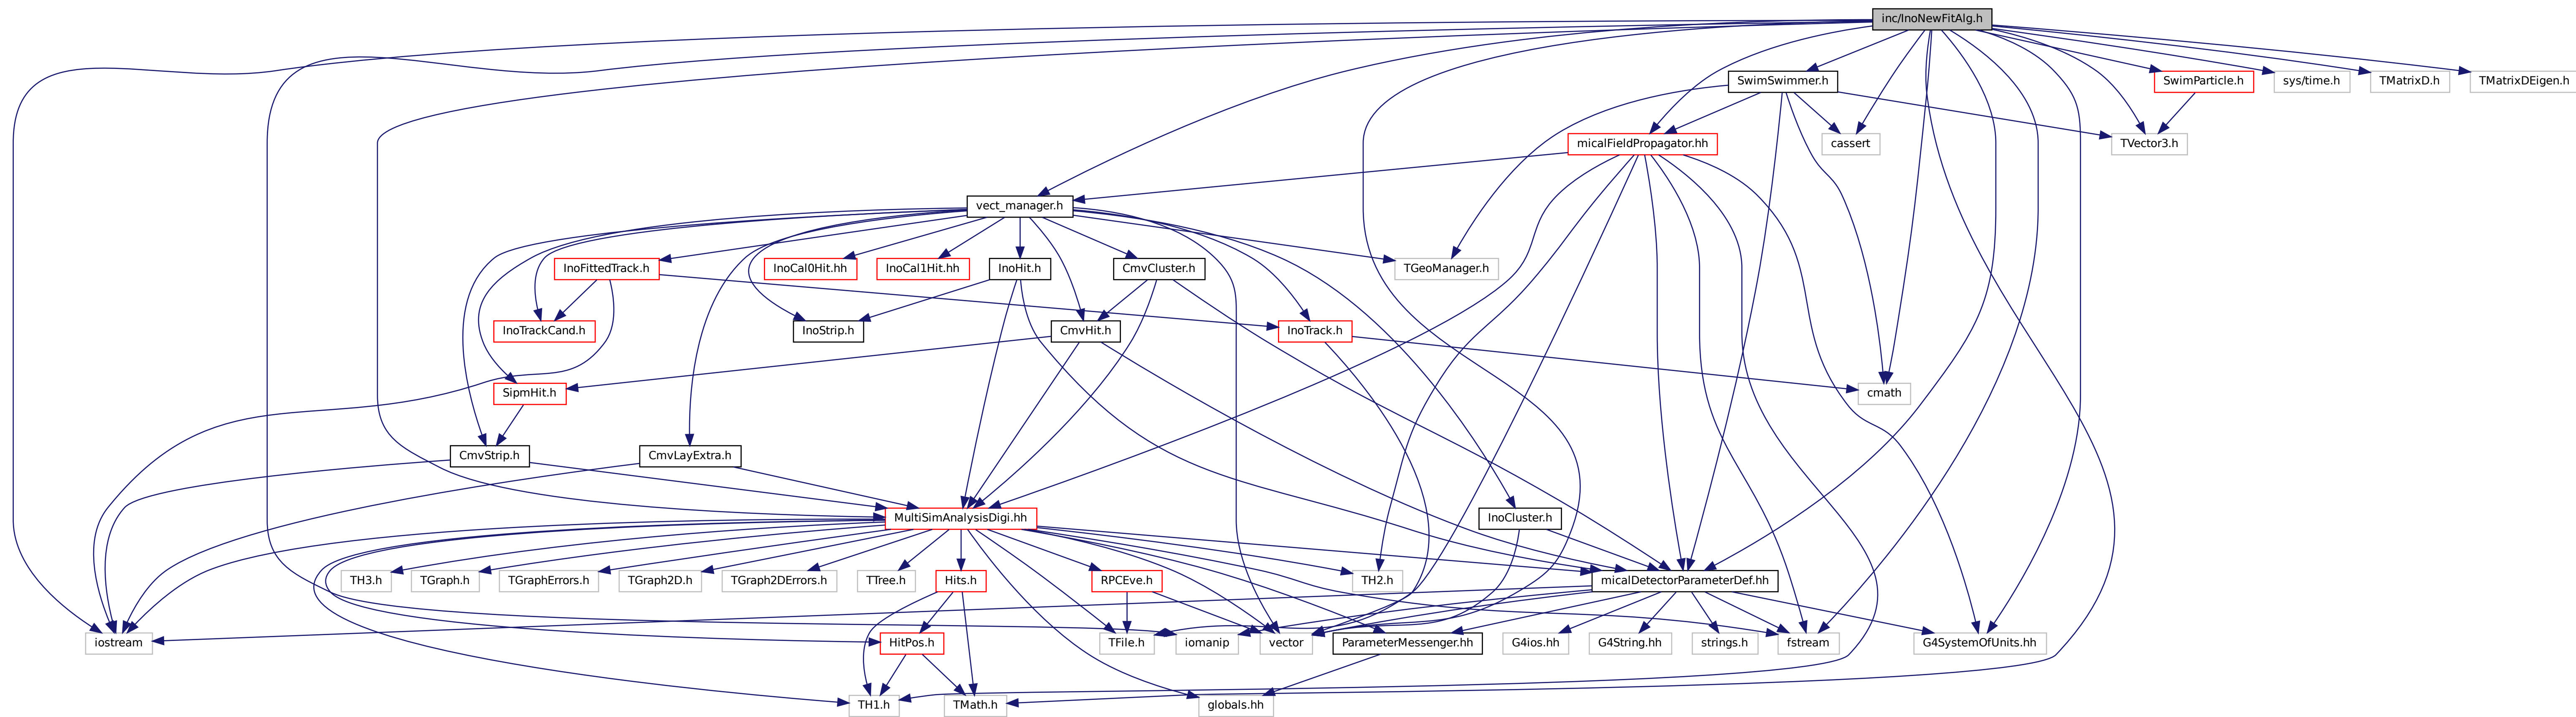 inc/InoNewFitAlg.h
SwimSwimmer.h
SwimParticle.h
sys/time.h
TMatrixD.h
TMatrixDEigen.h
micalFieldPropagator.hh
cassert
TVector3.h
vect_manager.h
InoFittedTrack.h
InoCal0Hit.hh
InoCal1Hit.hh
InoHit.h
CmvCluster.h
TGeoManager.h
InoTrackCand.h
InoStrip.h
CmvHit.h
InoTrack.h
SipmHit.h
cmath
CmvStrip.h
CmvLayExtra.h
MultiSimAnalysisDigi.hh
InoCluster.h
TH3.h
TGraph.h
TGraphErrors.h
TGraph2D.h
TGraph2DErrors.h
TTree.h
Hits.h
RPCEve.h
TH2.h
micalDetectorParameterDef.hh
iostream
HitPos.h
TFile.h
iomanip
vector
ParameterMessenger.hh
G4ios.hh
G4String.hh
strings.h
fstream
G4SystemOfUnits.hh
TH1.h
TMath.h
globals.hh